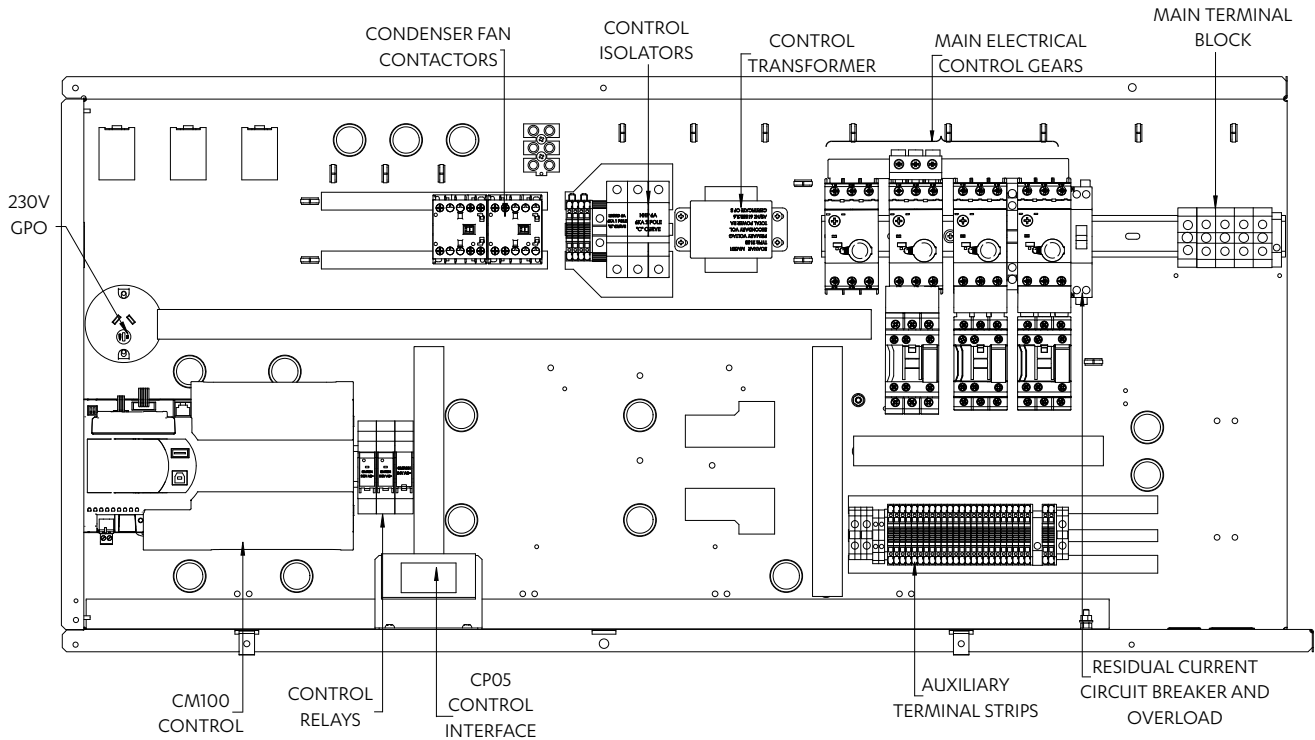 CONDENSER FAN
CONTACTORS
CONTROL
ISOLATORS
CONTROL
TRANSFORMER
MAIN ELECTRICAL
CONTROL GEARS
MAIN TERMINAL
BLOCK
230V
GPO
CM100
CONTROL
CONTROL
RELAYS
CP05
CONTROL
INTERFACE
AUXILIARY
TERMINAL STRIPS
RESIDUAL CURRENT
CIRCUIT BREAKER AND
OVERLOAD